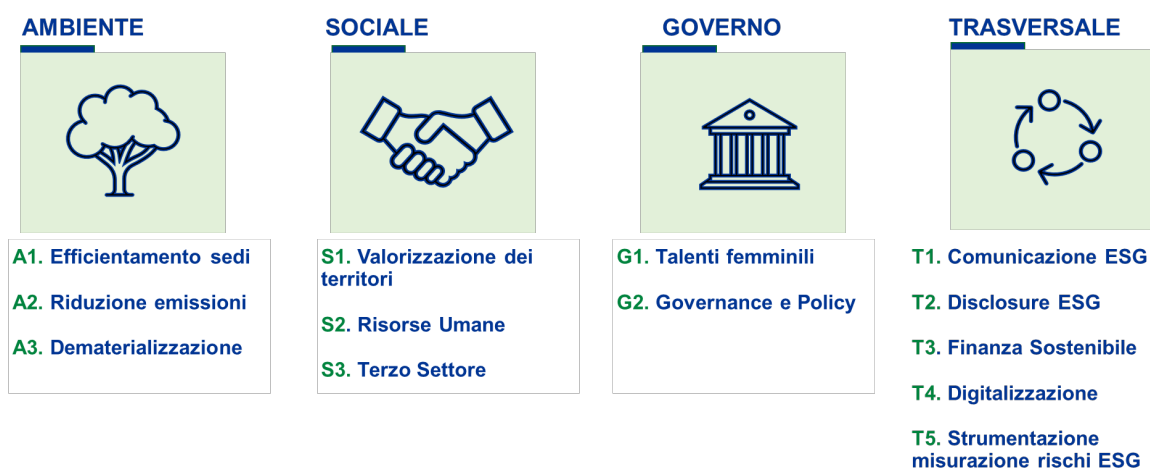 AMBIENTE
A1. Efficientamento sedi
A2. Riduzione emissioni
A3. Dematerializzazione
SOCIALE
S1. Valorizzazione dei
territori
S2. Risorse Umane
S3. Terzo Settore
GOVERNO
G1. Talenti femminili
G2. Governance e Policy
TRASVERSALE
T1. Comunicazione ESG
T2. Disclosure ESG
T3. Finanza Sostenibile
T4. Digitalizzazione
T5. Strumentazione
misurazione rischi ESG